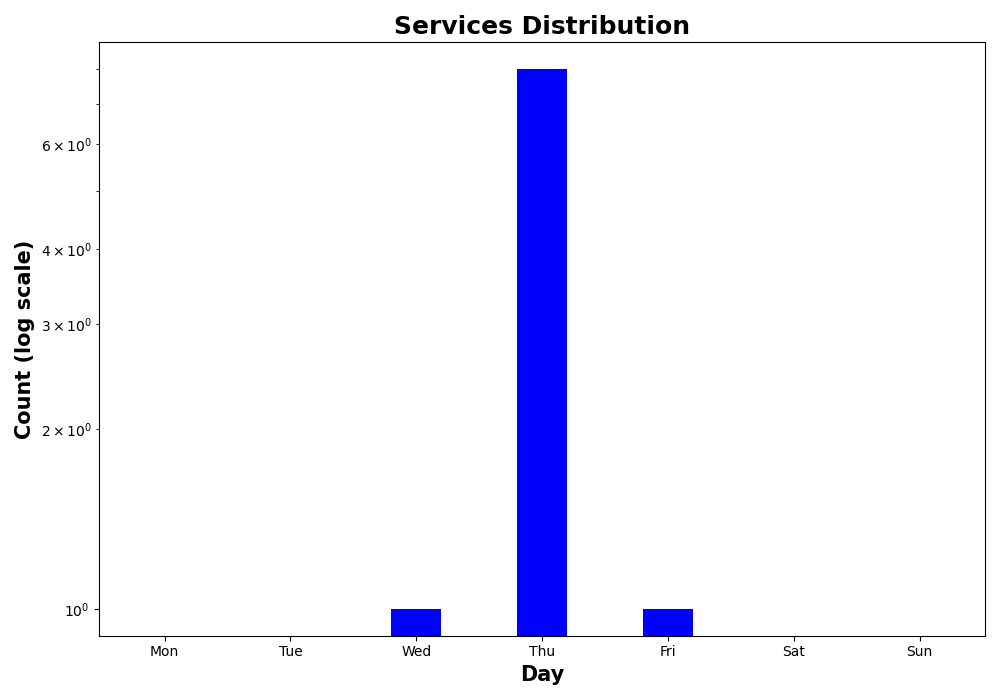 Services Distribution
Count (log scale)
6 × 10⁰
4 × 10⁰
3 × 10⁰
2 × 10⁰
10⁰
Mon Tue Wed Thu Fri Sat Sun
Day